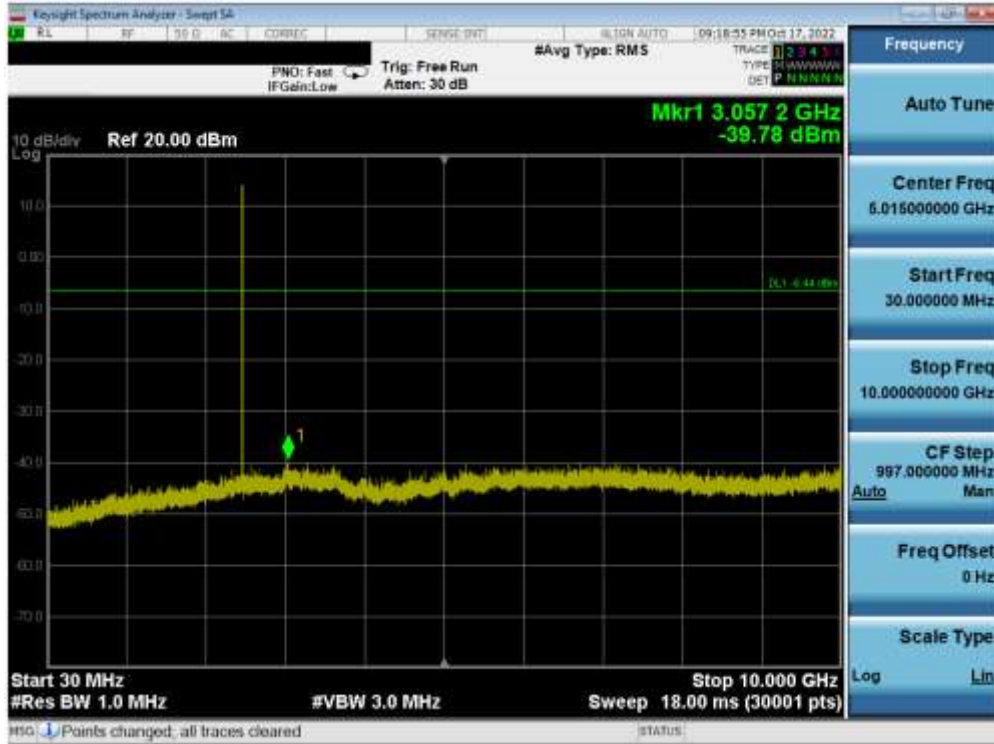 Keysight Spectrum Analyzer - Swept SA
RL RF 50 Ω AC CORREC SENSE:INT ALIGN AUTO 09:18:55 PM Oct 17, 2022
Frequency
#Avg Type: RMS
TRACE 1 2 3 4 5 6
PNO: Fast Trig: Free Run
TYPE M WWWWW
IFGain:Low Atten: 30 dB
DET P N N N N N
Auto Tune
Mkr1 3.057 2 GHz
-39.78 dBm
10 dB/div Ref 20.00 dBm
Log
10.0
0.00
DL1 -6.44 dBm
-10.0
-20.0
-30.0
1
-40.0
-50.0
-60.0
-70.0
Start 30 MHz Stop 10.000 GHz
#Res BW 1.0 MHz #VBW 3.0 MHz Sweep 18.00 ms (30001 pts)
Center Freq
5.015000000 GHz
Start Freq
30.000000 MHz
Stop Freq
10.000000000 GHz
CF Step
997.000000 MHz
Auto Man
Freq Offset
0 Hz
Scale Type
Log Lin
MSG Points changed; all traces cleared STATUS